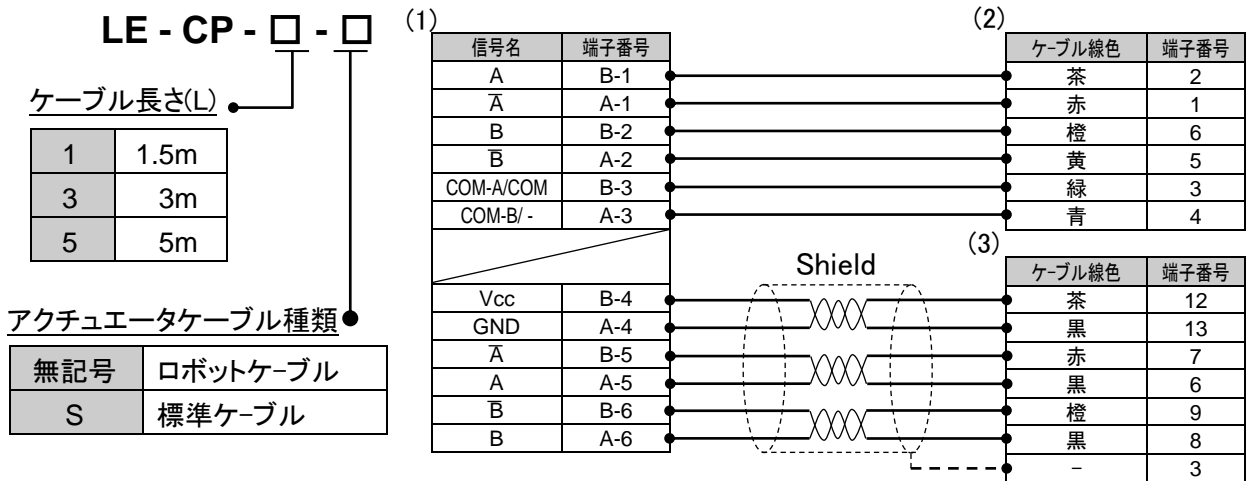 LE - CP - □ - □
ケーブル長さ(L)
1 1.5m
3 3m
5 5m
アクチュエータケーブル種類
無記号 ロボットケーブル
S 標準ケーブル
(1)
信号名 端子番号
A B-1
A̅ A-1
B B-2
B̅ A-2
COM-A/COM B-3
COM-B/ - A-3
Vcc B-4
GND A-4
A̅ B-5
A A-5
B̅ B-6
B A-6
Shield
(2)
ケーブル線色 端子番号
茶 2
赤 1
橙 6
黄 5
緑 3
青 4
(3)
ケーブル線色 端子番号
茶 12
黒 13
赤 7
黒 6
橙 9
黒 8
- 3